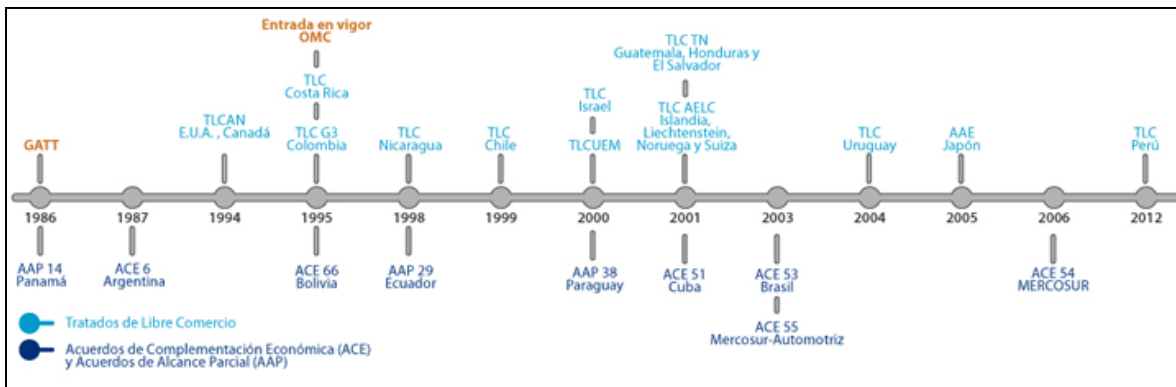 Entrada en vigor
OMC
TLC
Costa Rica
TLC TN
Guatemala, Honduras y
El Salvador
TLC
Israel
GATT
TLCAN
E.U.A. , Canadá
TLC G3
Colombia
TLC
Nicaragua
TLC
Chile
TLCUEM
TLC AELC
Islandia,
Liechtenstein,
Noruega y Suiza
TLC
Uruguay
AAE
Japón
TLC
Perú
1986
1987
1994
1995
1998
1999
2000
2001
2003
2004
2005
2006
2012
AAP 14
Panamá
ACE 6
Argentina
ACE 66
Bolivia
AAP 29
Ecuador
AAP 38
Paraguay
ACE 51
Cuba
ACE 53
Brasil
ACE 54
MERCOSUR
ACE 55
Mercosur-Automotriz
Tratados de Libre Comercio
Acuerdos de Complementación Económica (ACE)
y Acuerdos de Alcance Parcial (AAP)